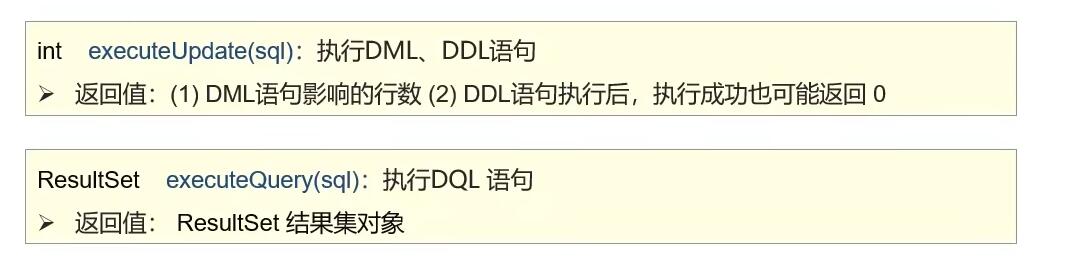 int executeUpdate(sql)：执行DML、DDL语句
➢ 返回值：(1) DML语句影响的行数 (2) DDL语句执行后，执行成功也可能返回 0
ResultSet executeQuery(sql)：执行DQL 语句
➢ 返回值： ResultSet 结果集对象